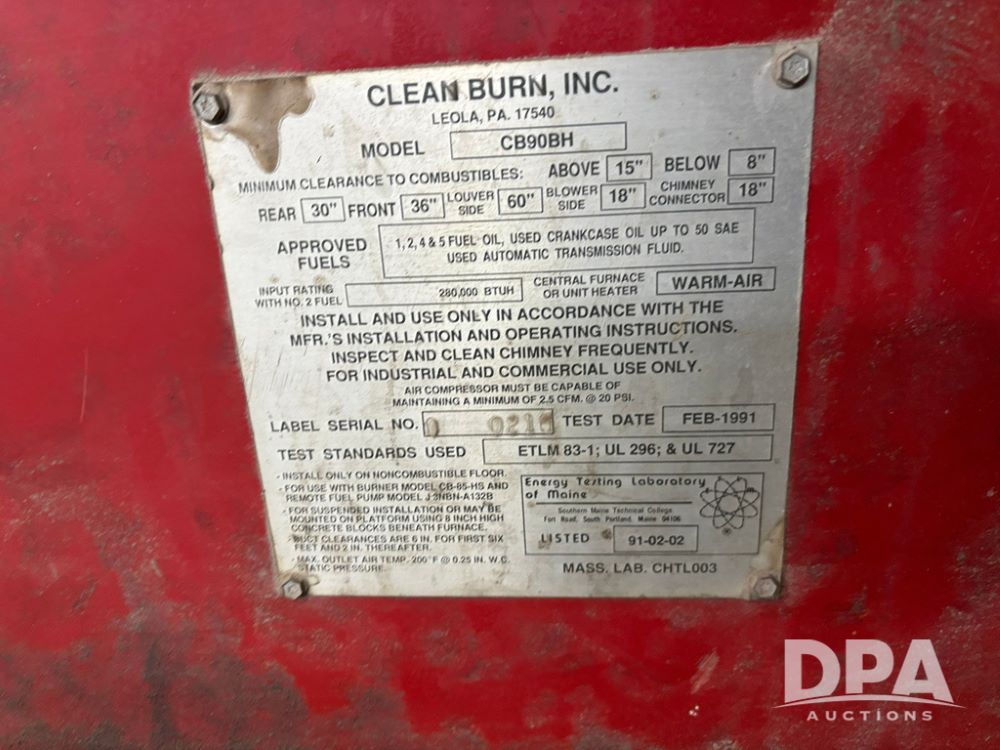 CLEAN BURN, INC.
LEOLA, PA. 17540
MODEL CB90BH
MINIMUM CLEARANCE TO COMBUSTIBLES: ABOVE 15" BELOW 8"
REAR 30" FRONT 36" LOUVER SIDE 60" BLOWER SIDE 18" CHIMNEY CONNECTOR 18"
APPROVED FUELS
1, 2, 4 & 5 FUEL OIL, USED CRANKCASE OIL UP TO 50 SAE
USED AUTOMATIC TRANSMISSION FLUID.
INPUT RATING WITH NO. 2 FUEL 280,000 BTUH CENTRAL FURNACE OR UNIT HEATER WARM-AIR
INSTALL AND USE ONLY IN ACCORDANCE WITH THE
MFR.'S INSTALLATION AND OPERATING INSTRUCTIONS.
INSPECT AND CLEAN CHIMNEY FREQUENTLY.
FOR INDUSTRIAL AND COMMERCIAL USE ONLY.
AIR COMPRESSOR MUST BE CAPABLE OF
MAINTAINING A MINIMUM OF 2.5 CFM. @ 20 PSI.
LABEL SERIAL NO. TEST DATE FEB-1991
TEST STANDARDS USED ETLM 83-1; UL 296; & UL 727
- INSTALL ONLY ON NONCOMBUSTIBLE FLOOR.
- FOR USE WITH BURNER MODEL CB-85-HS AND
REMOTE FUEL PUMP MODEL J-3NBN-A132B
- FOR SUSPENDED INSTALLATION OR MAY BE
MOUNTED ON PLATFORM USING 8 INCH HIGH
CONCRETE BLOCKS BENEATH FURNACE.
- DUCT CLEARANCES ARE 6 IN. FOR FIRST SIX
FEET AND 2 IN. THEREAFTER.
- MAX. OUTLET AIR TEMP. 200°F @ 0.25 IN. W.C.
STATIC PRESSURE.
Energy Testing Laboratory
of Maine
Southern Maine Technical College
Fort Road, South Portland, Maine 04106
LISTED 91-02-02
MASS. LAB. CHTL003
DPA
AUCTIONS